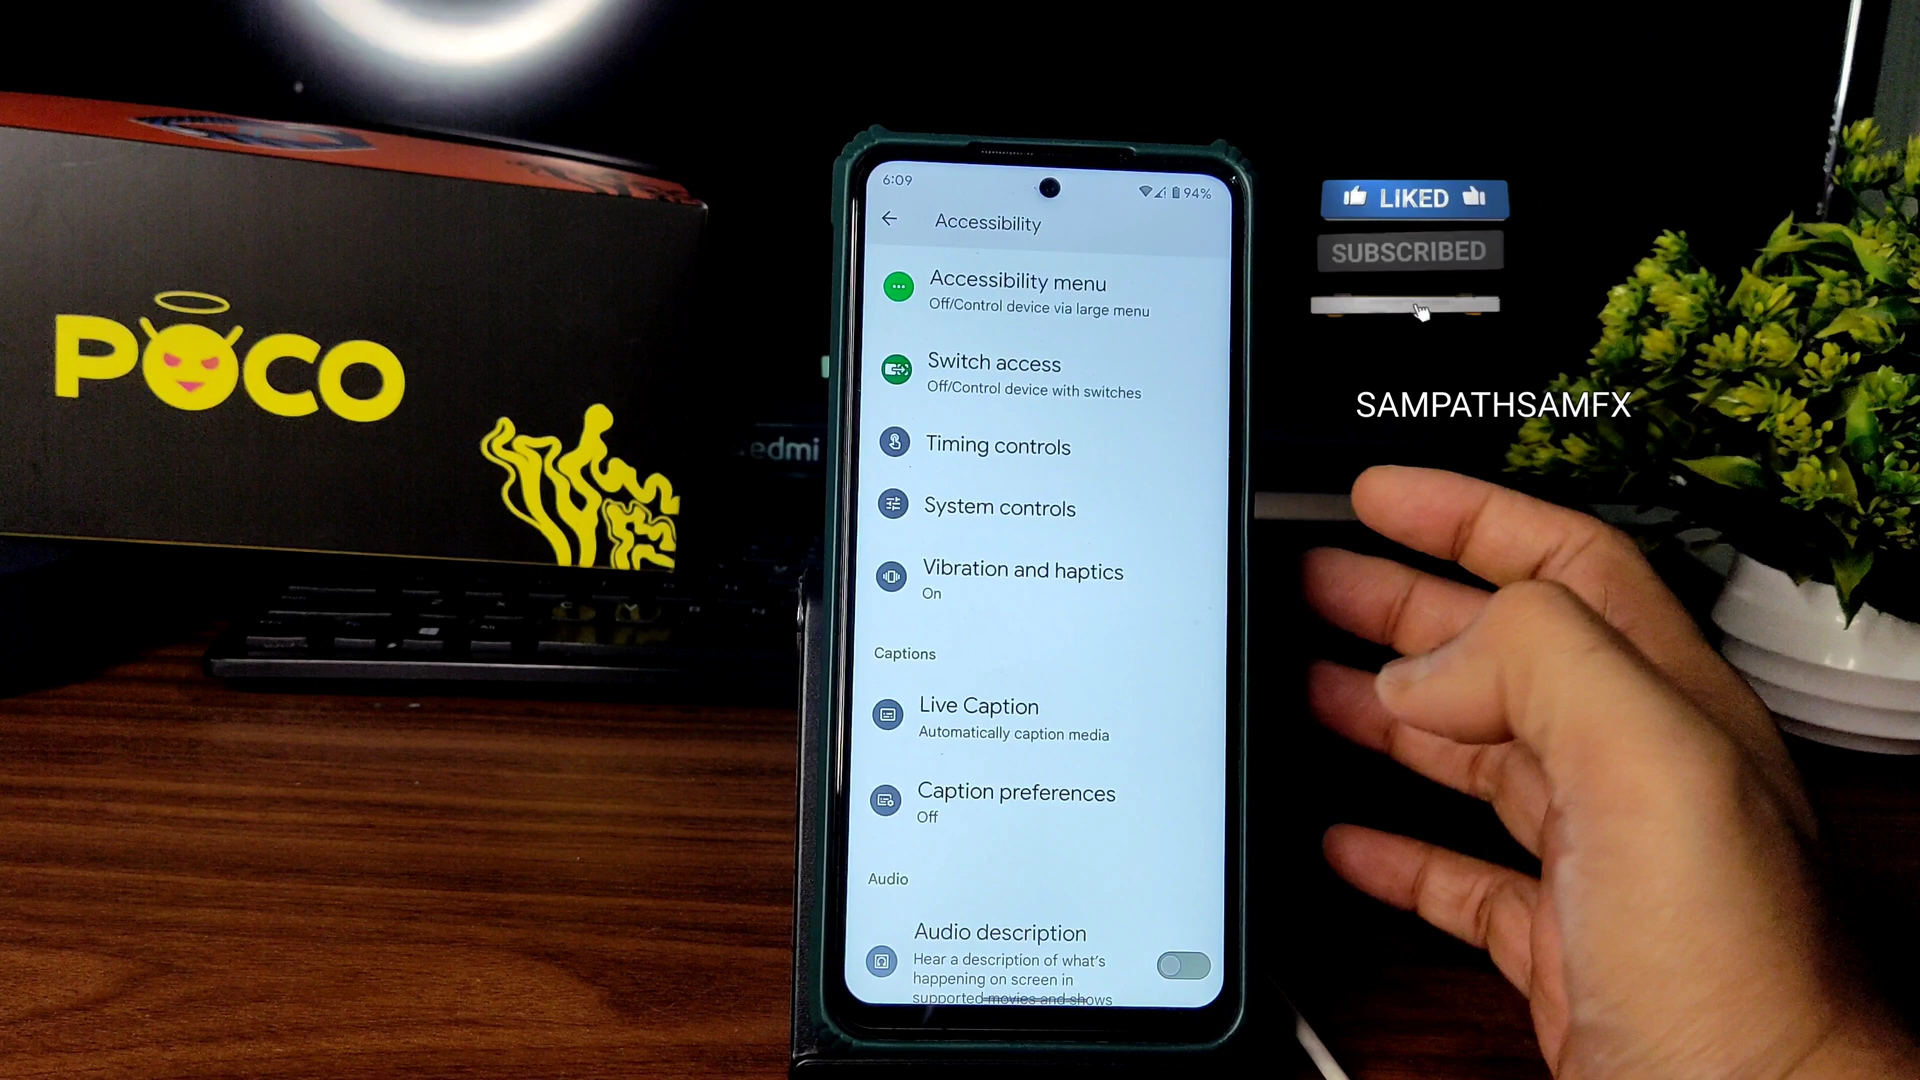 POCO
edmi
6:09
94%
Accessibility
Accessibility menu
Off/Control device via large menu
Switch access
Off/Control device with switches
Timing controls
System controls
Vibration and haptics
On
Captions
Live Caption
Automatically caption media
Caption preferences
Off
Audio
Audio description
Hear a description of what's
happening on screen in
supported movies and shows
LIKED
SUBSCRIBED
SAMPATHSAMFX